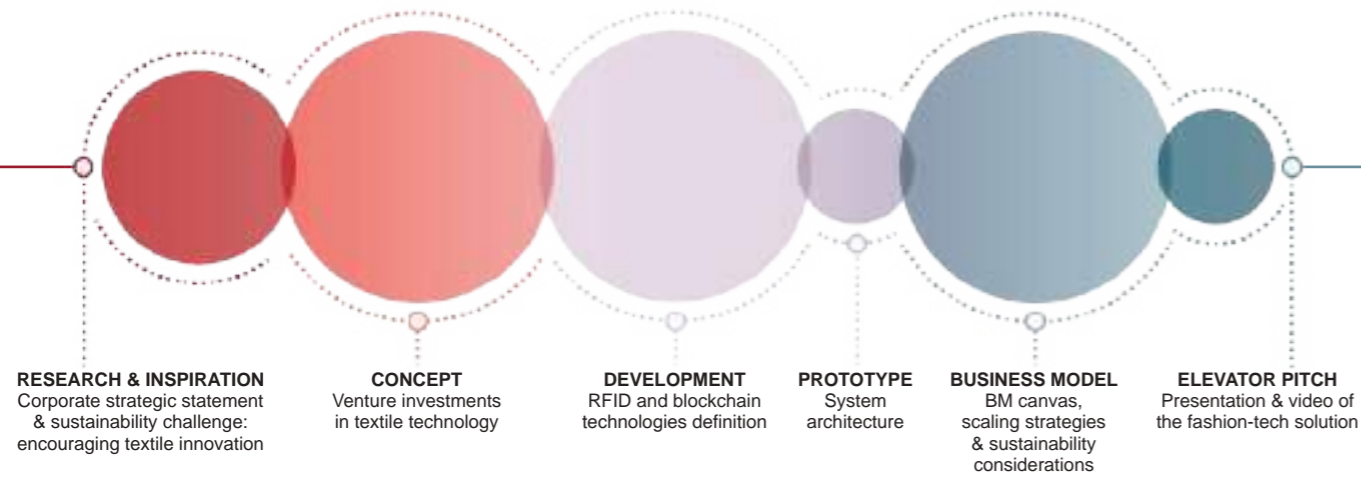 RESEARCH & INSPIRATION
Corporate strategic statement
& sustainability challenge:
encouraging textile innovation
CONCEPT
Venture investments
in textile technology
DEVELOPMENT
RFID and blockchain
technologies definition
PROTOTYPE
System
architecture
BUSINESS MODEL
BM canvas,
scaling strategies
& sustainability
considerations
ELEVATOR PITCH
Presentation & video of
the fashion-tech solution